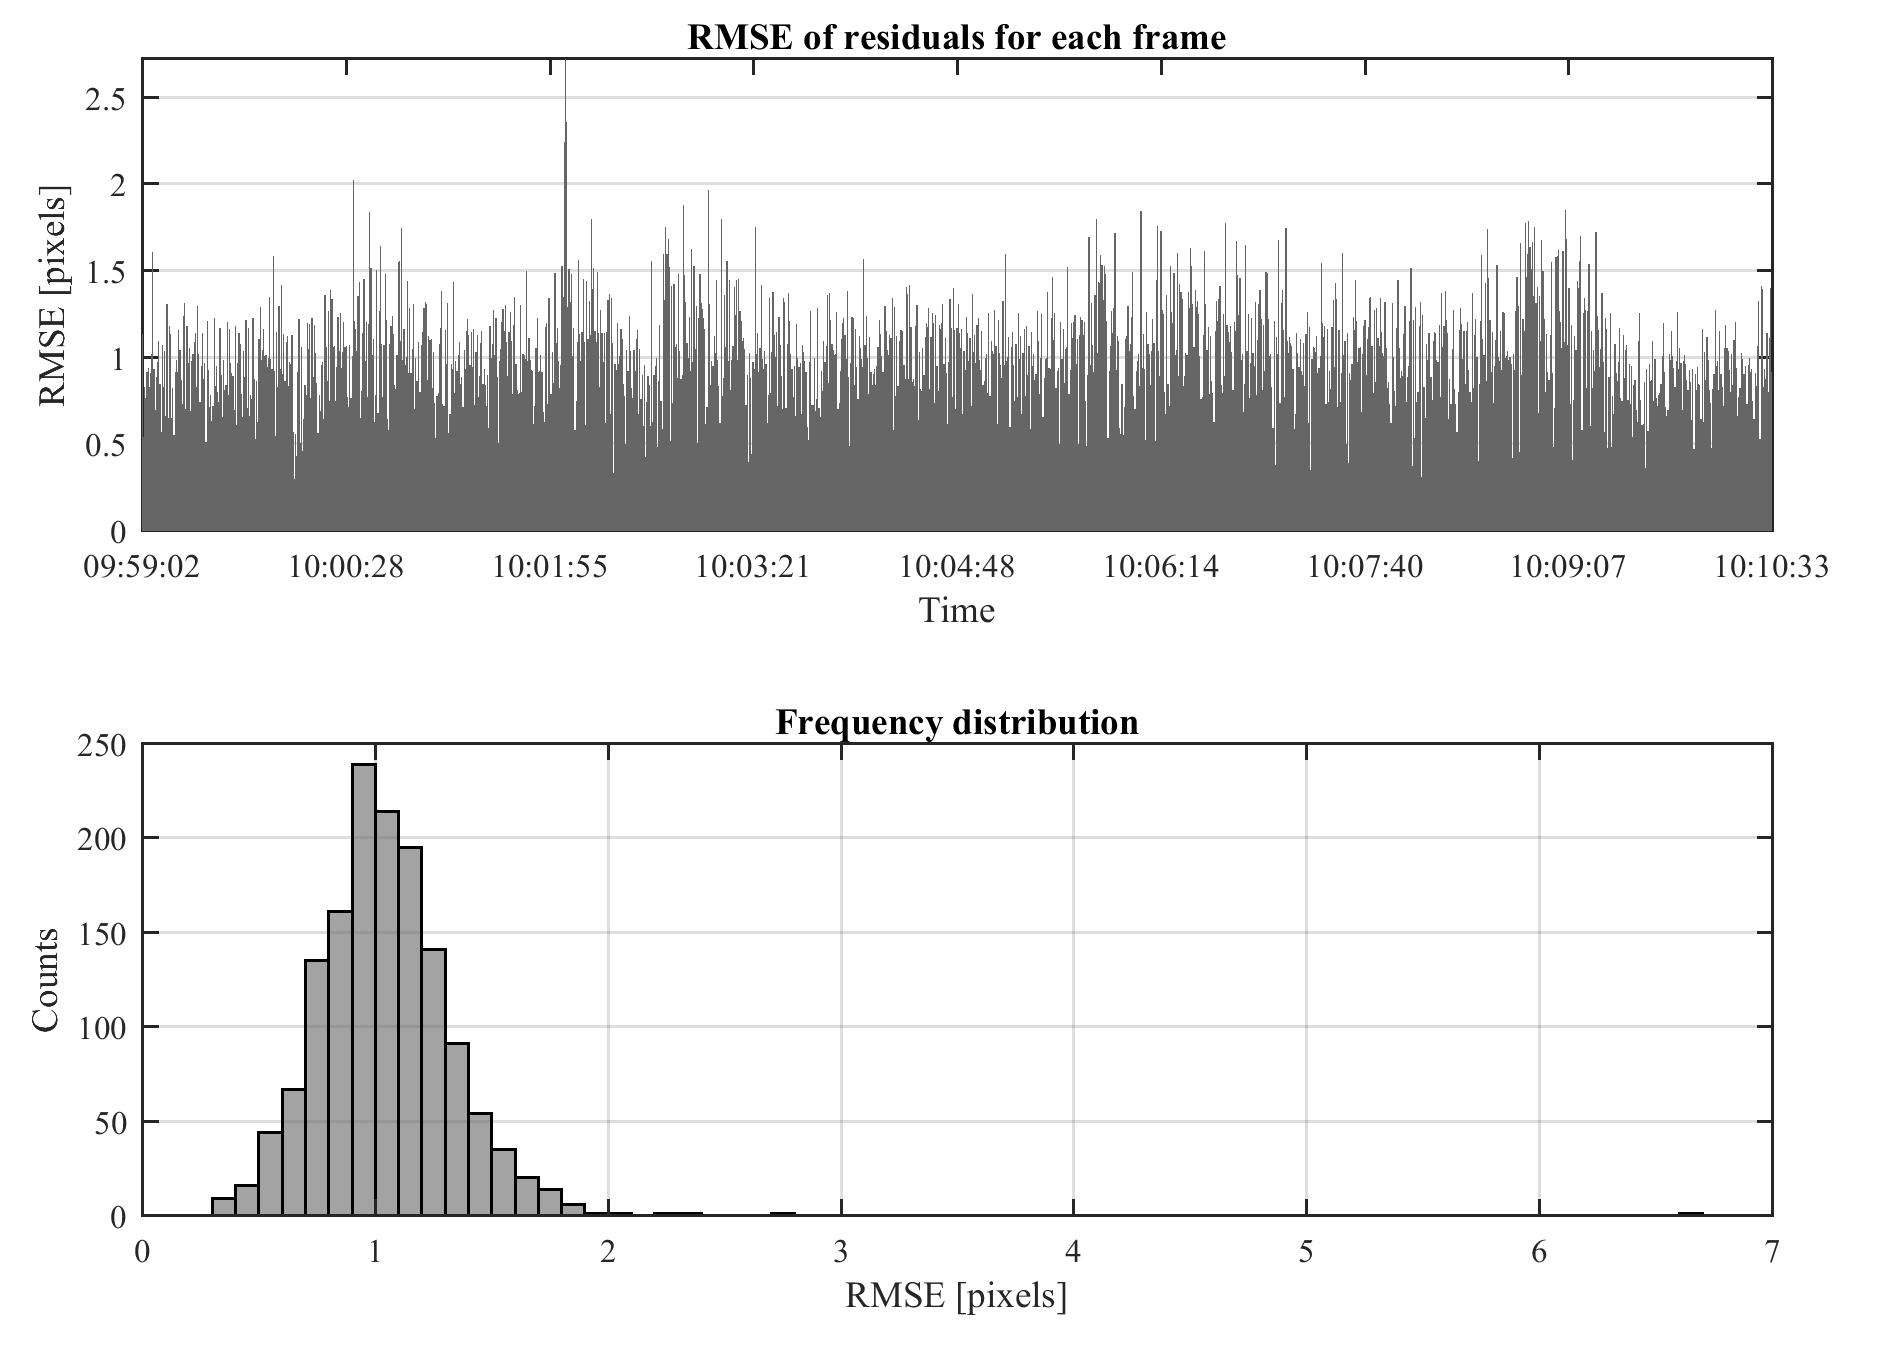 RMSE of residuals for each frame
RMSE [pixels]
2.5
2
1.5
1
0.5
0
09:59:02 10:00:28 10:01:55 10:03:21 10:04:48 10:06:14 10:07:40 10:09:07 10:10:33
Time
Frequency distribution
Counts
250
200
150
100
50
0
0 1 2 3 4 5 6 7
RMSE [pixels]